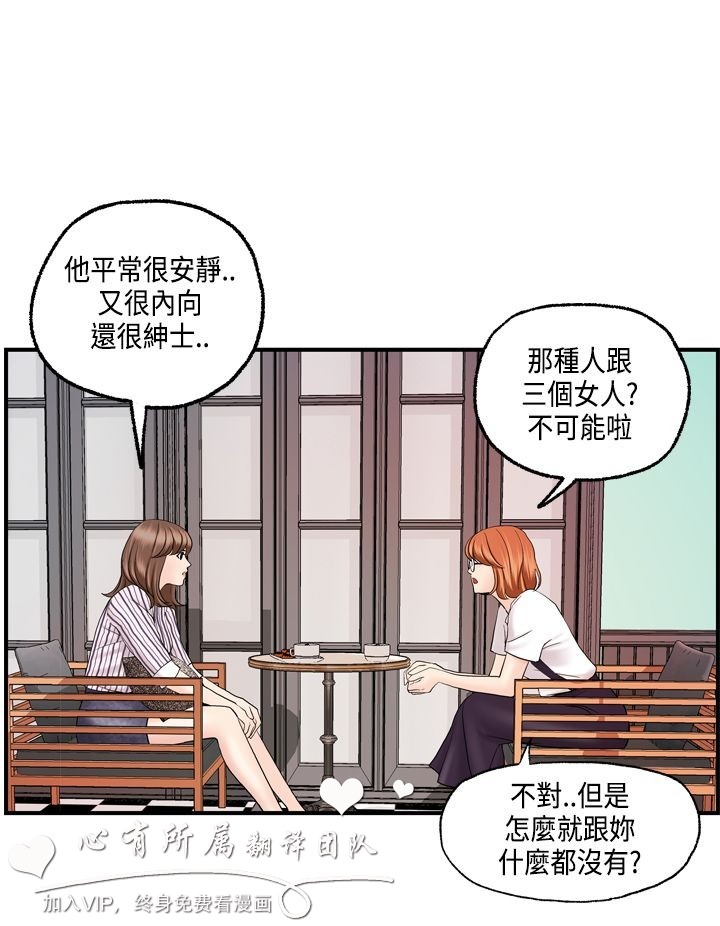 他平常很安靜..
又很內向
還很紳士..
那種人跟
三個女人?
不可能啦
不對..但是
怎麼就跟妳
什麼都沒有?
心有所属翻译团队
加入VIP，终身免费看漫画